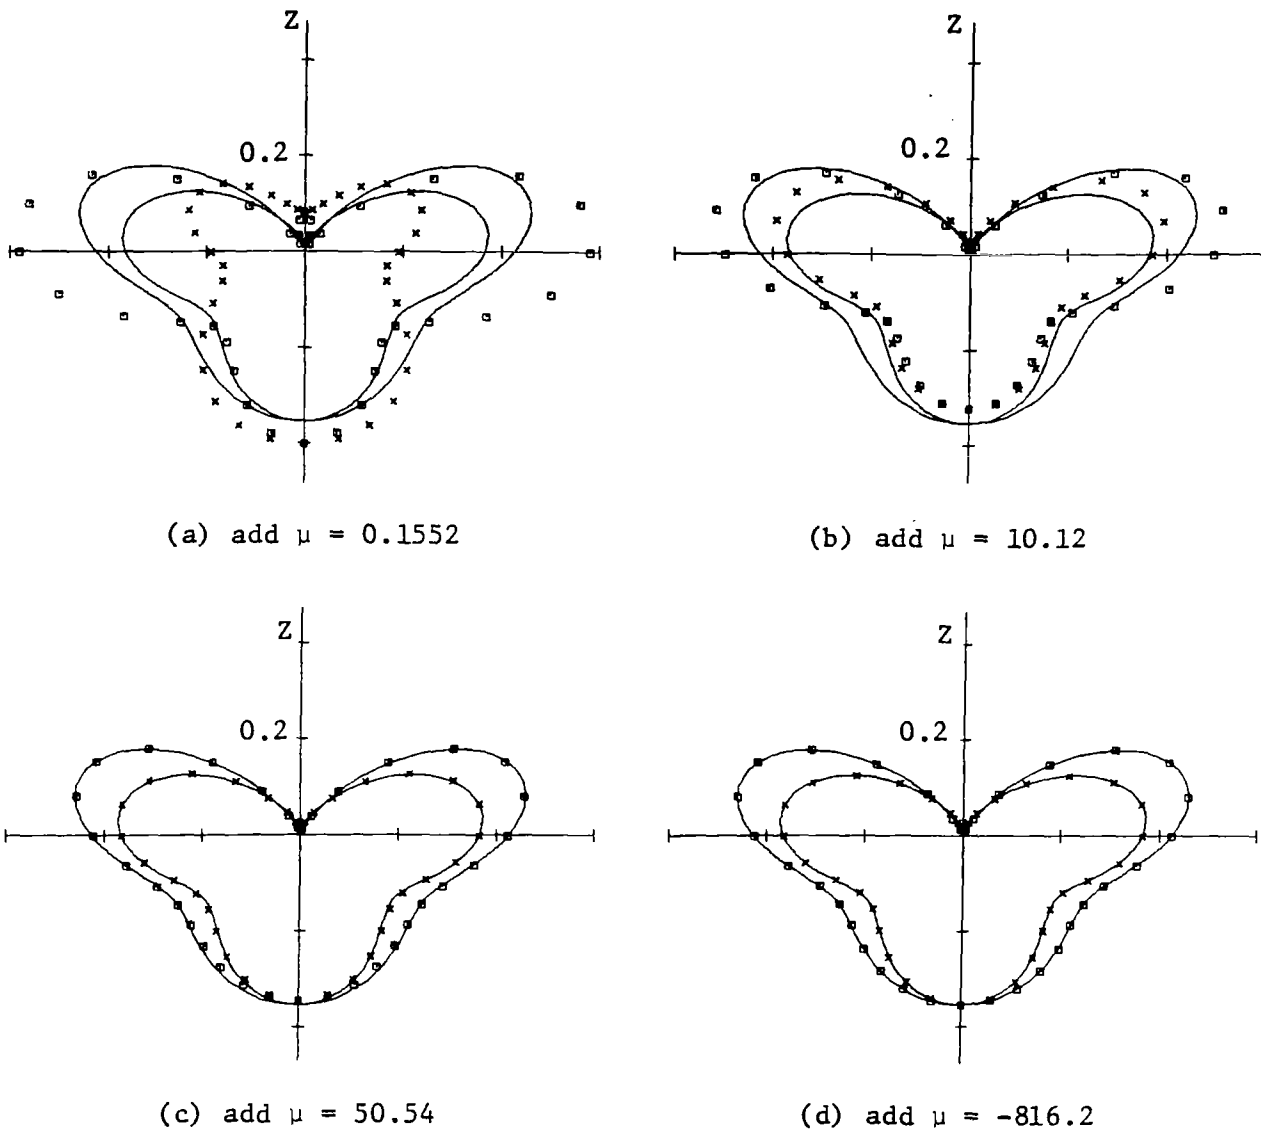 Z
0.2
(a) add μ = 0.1552
Z
0.2
(b) add μ = 10.12
Z
0.2
(c) add μ = 50.54
Z
0.2
(d) add μ = -816.2